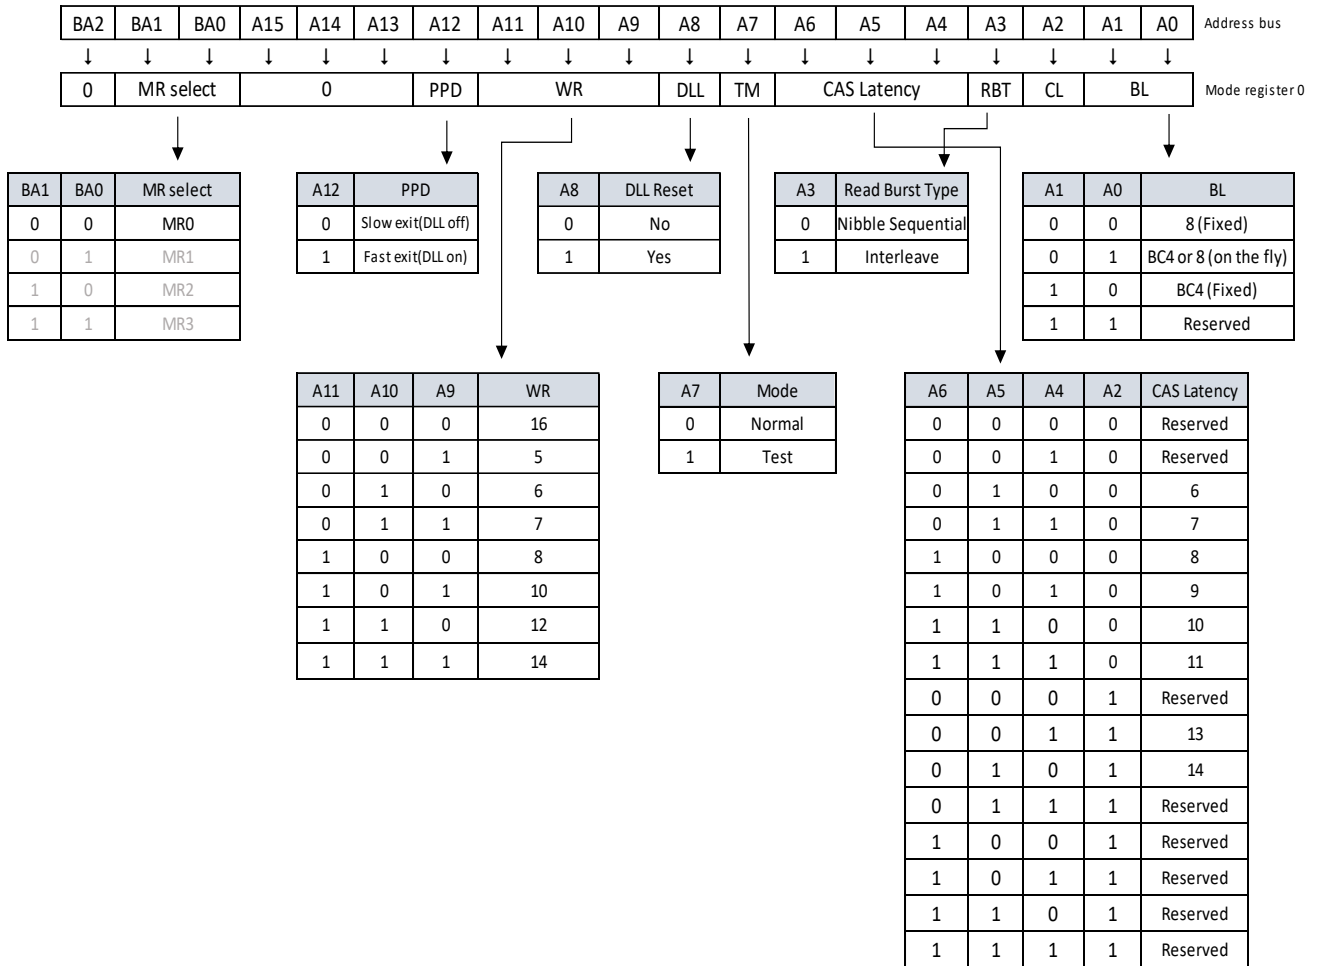 BA2 BA1 BA0 A15 A14 A13 A12 A11 A10 A9 A8 A7 A6 A5 A4 A3 A2 A1 A0 Address bus
0 MR select 0 PPD WR DLL TM CAS Latency RBT CL BL Mode register 0
BA1 BA0 MR select
0 0 MR0
0 1 MR1
1 0 MR2
1 1 MR3
A12 PPD
0 Slow exit(DLL off)
1 Fast exit(DLL on)
A8 DLL Reset
0 No
1 Yes
A3 Read Burst Type
0 Nibble Sequential
1 Interleave
A1 A0 BL
0 0 8 (Fixed)
0 1 BC4 or 8 (on the fly)
1 0 BC4 (Fixed)
1 1 Reserved
A11 A10 A9 WR
0 0 0 16
0 0 1 5
0 1 0 6
0 1 1 7
1 0 0 8
1 0 1 10
1 1 0 12
1 1 1 14
A7 Mode
0 Normal
1 Test
A6 A5 A4 A2 CAS Latency
0 0 0 0 Reserved
0 0 1 0 Reserved
0 1 0 0 6
0 1 1 0 7
1 0 0 0 8
1 0 1 0 9
1 1 0 0 10
1 1 1 0 11
0 0 0 1 Reserved
0 0 1 1 13
0 1 0 1 14
0 1 1 1 Reserved
1 0 0 1 Reserved
1 0 1 1 Reserved
1 1 0 1 Reserved
1 1 1 1 Reserved